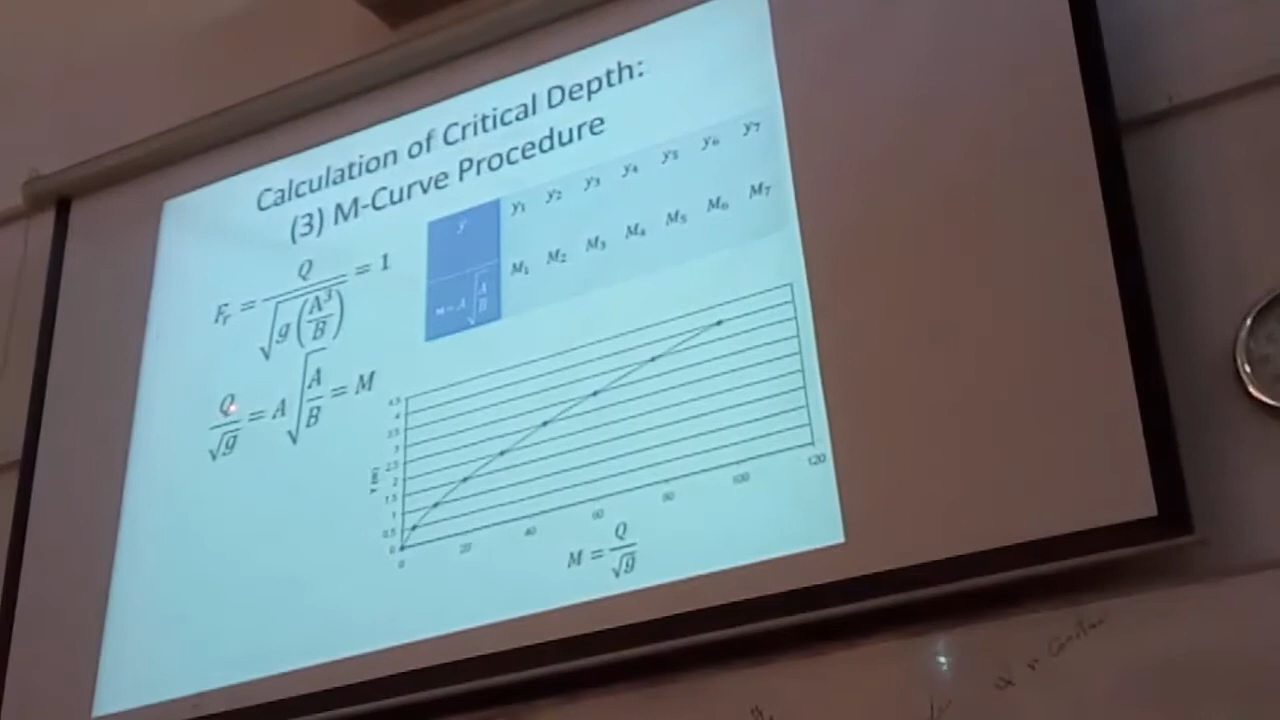 Calculation of Critical Depth:
(3) M-Curve Procedure
F_r = Q / √(g (A³/B)) = 1
Q/√g = A √(A/B) = M
y y₁ y₂ y₃ y₄ y₅ y₆ y₇
M = A √(A/B) M₁ M₂ M₃ M₄ M₅ M₆ M₇
4.5
4
3.5
3
2.5
2
1.5
1
0.5
0
0 20 40 60 80 100 120
M = Q/√g